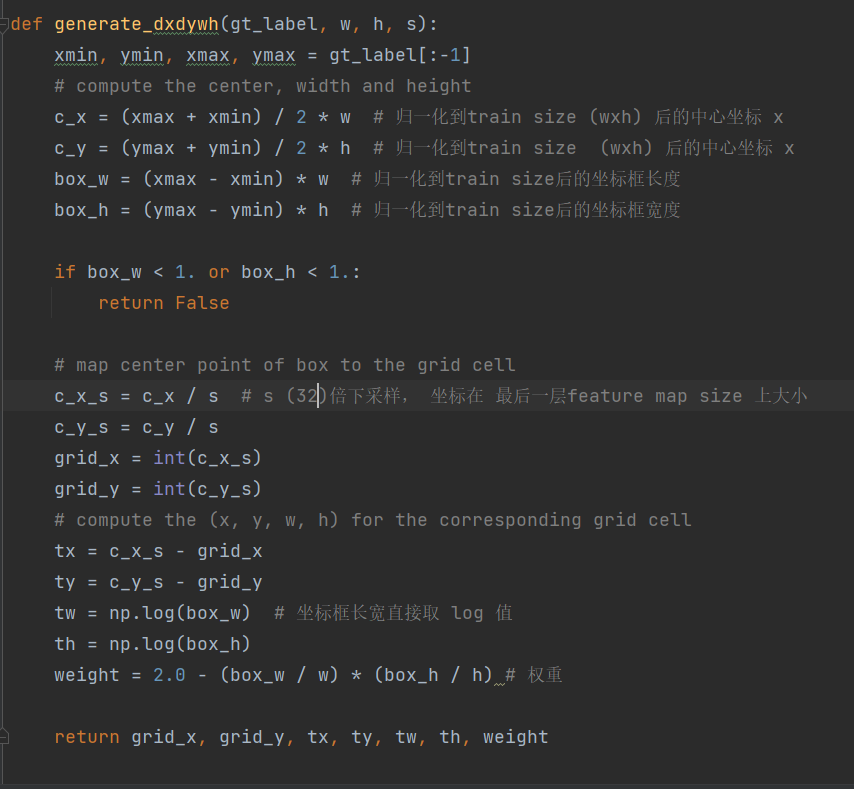 def generate_dxdywh(gt_label, w, h, s):
    xmin, ymin, xmax, ymax = gt_label[:-1]
    # compute the center, width and height
    c_x = (xmax + xmin) / 2 * w  # 归一化到train size (wxh) 后的中心坐标 x
    c_y = (ymax + ymin) / 2 * h  # 归一化到train size  (wxh) 后的中心坐标 x
    box_w = (xmax - xmin) * w  # 归一化到train size后的坐标框长度
    box_h = (ymax - ymin) * h  # 归一化到train size后的坐标框宽度

    if box_w < 1. or box_h < 1.:
        return False

    # map center point of box to the grid cell
    c_x_s = c_x / s  # s (32)倍下采样， 坐标在 最后一层feature map size 上大小
    c_y_s = c_y / s
    grid_x = int(c_x_s)
    grid_y = int(c_y_s)
    # compute the (x, y, w, h) for the corresponding grid cell
    tx = c_x_s - grid_x
    ty = c_y_s - grid_y
    tw = np.log(box_w)  # 坐标框长宽直接取 log 值
    th = np.log(box_h)
    weight = 2.0 - (box_w / w) * (box_h / h) # 权重

    return grid_x, grid_y, tx, ty, tw, th, weight